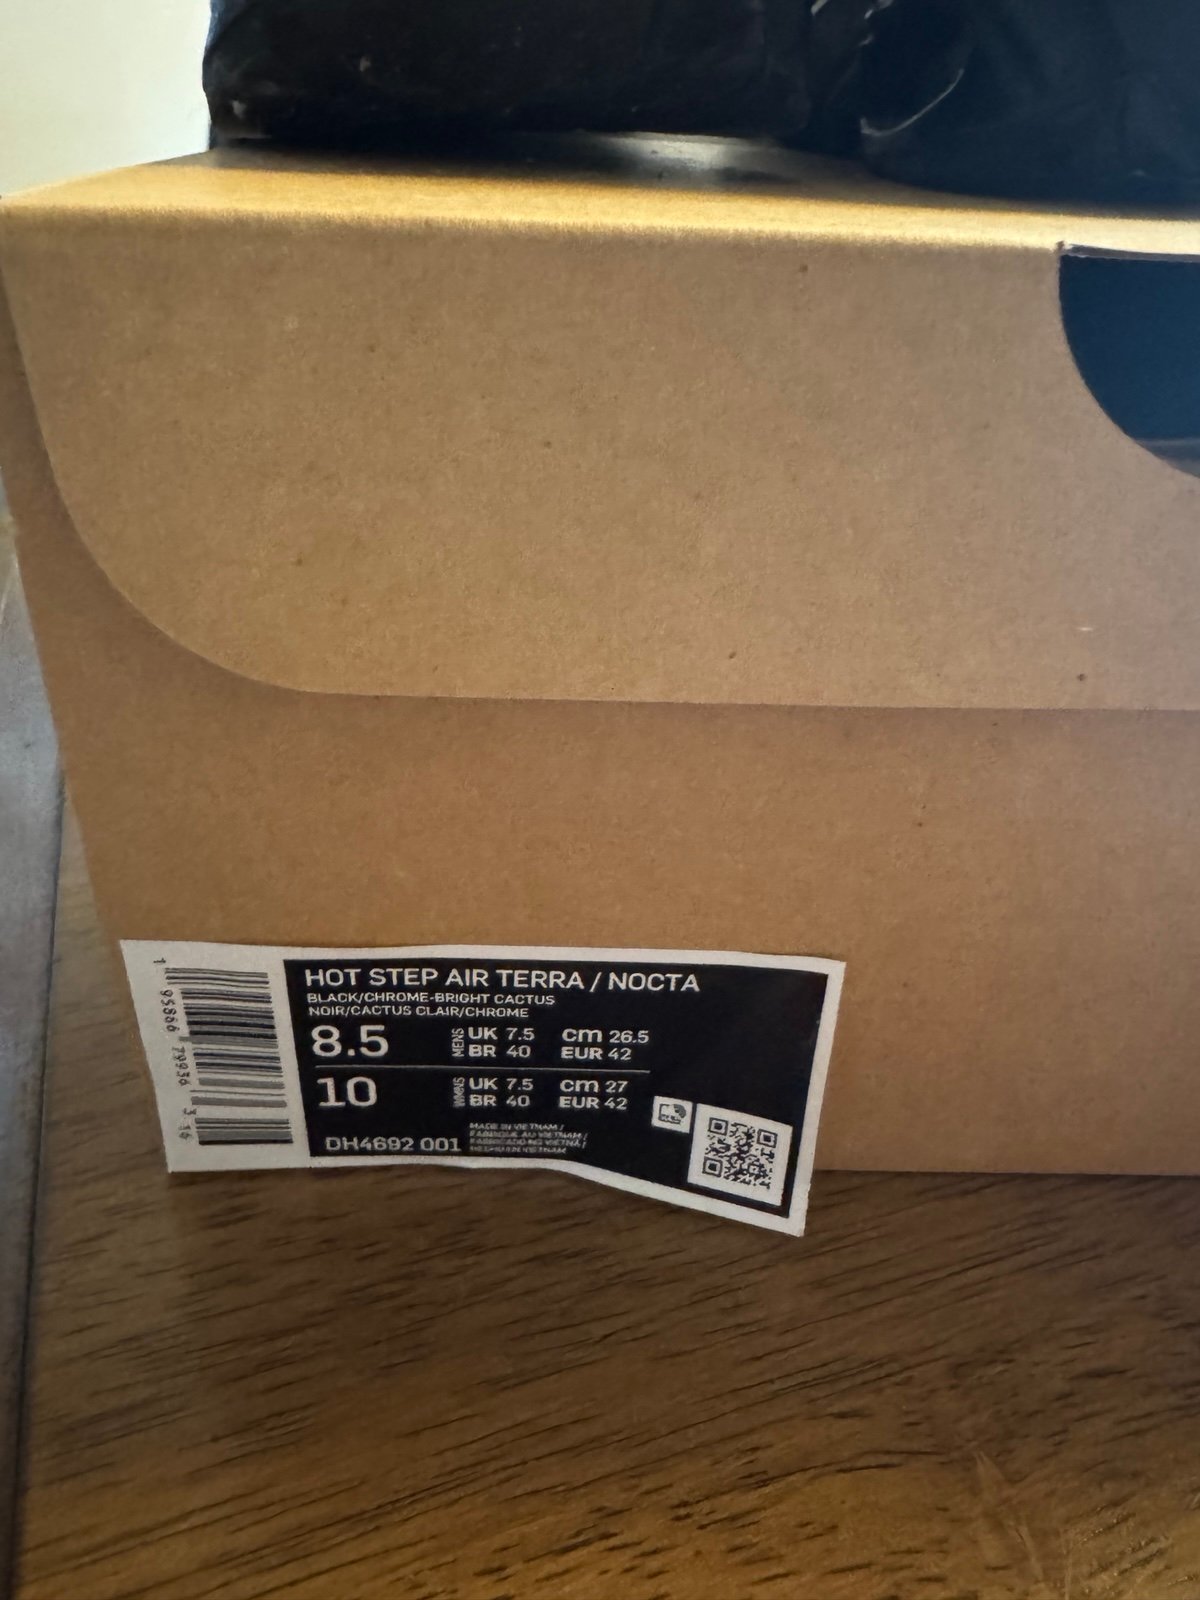 HOT STEP AIR TERRA / NOCTA
BLACK/CHROME-BRIGHT CACTUS
NOIR/CACTUS CLAIR/CHROME
8.5 MENS UK 7.5 cm 26.5
BR 40 EUR 42
10 WMNS UK 7.5 cm 27
BR 40 EUR 42
DH4692 001
MADE IN VIETNAM /
FABRIQUÉ AU VIETNAM /